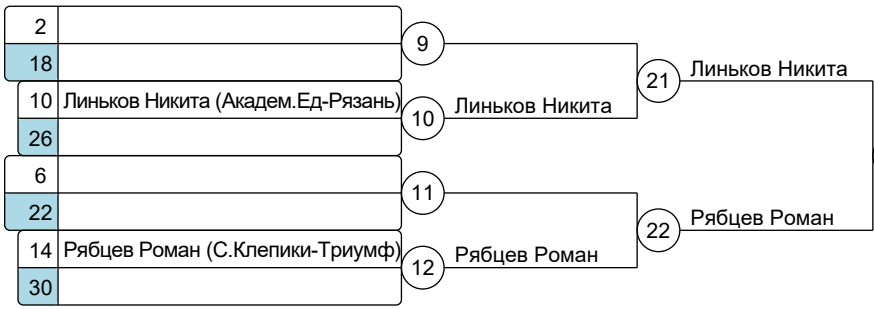 2
9
18
21 Линьков Никита
10 Линьков Никита (Академ.Ед-Рязань)
10 Линьков Никита
26
6
11
22
22 Рябцев Роман
14 Рябцев Роман (С.Клепики-Триумф)
12 Рябцев Роман
30